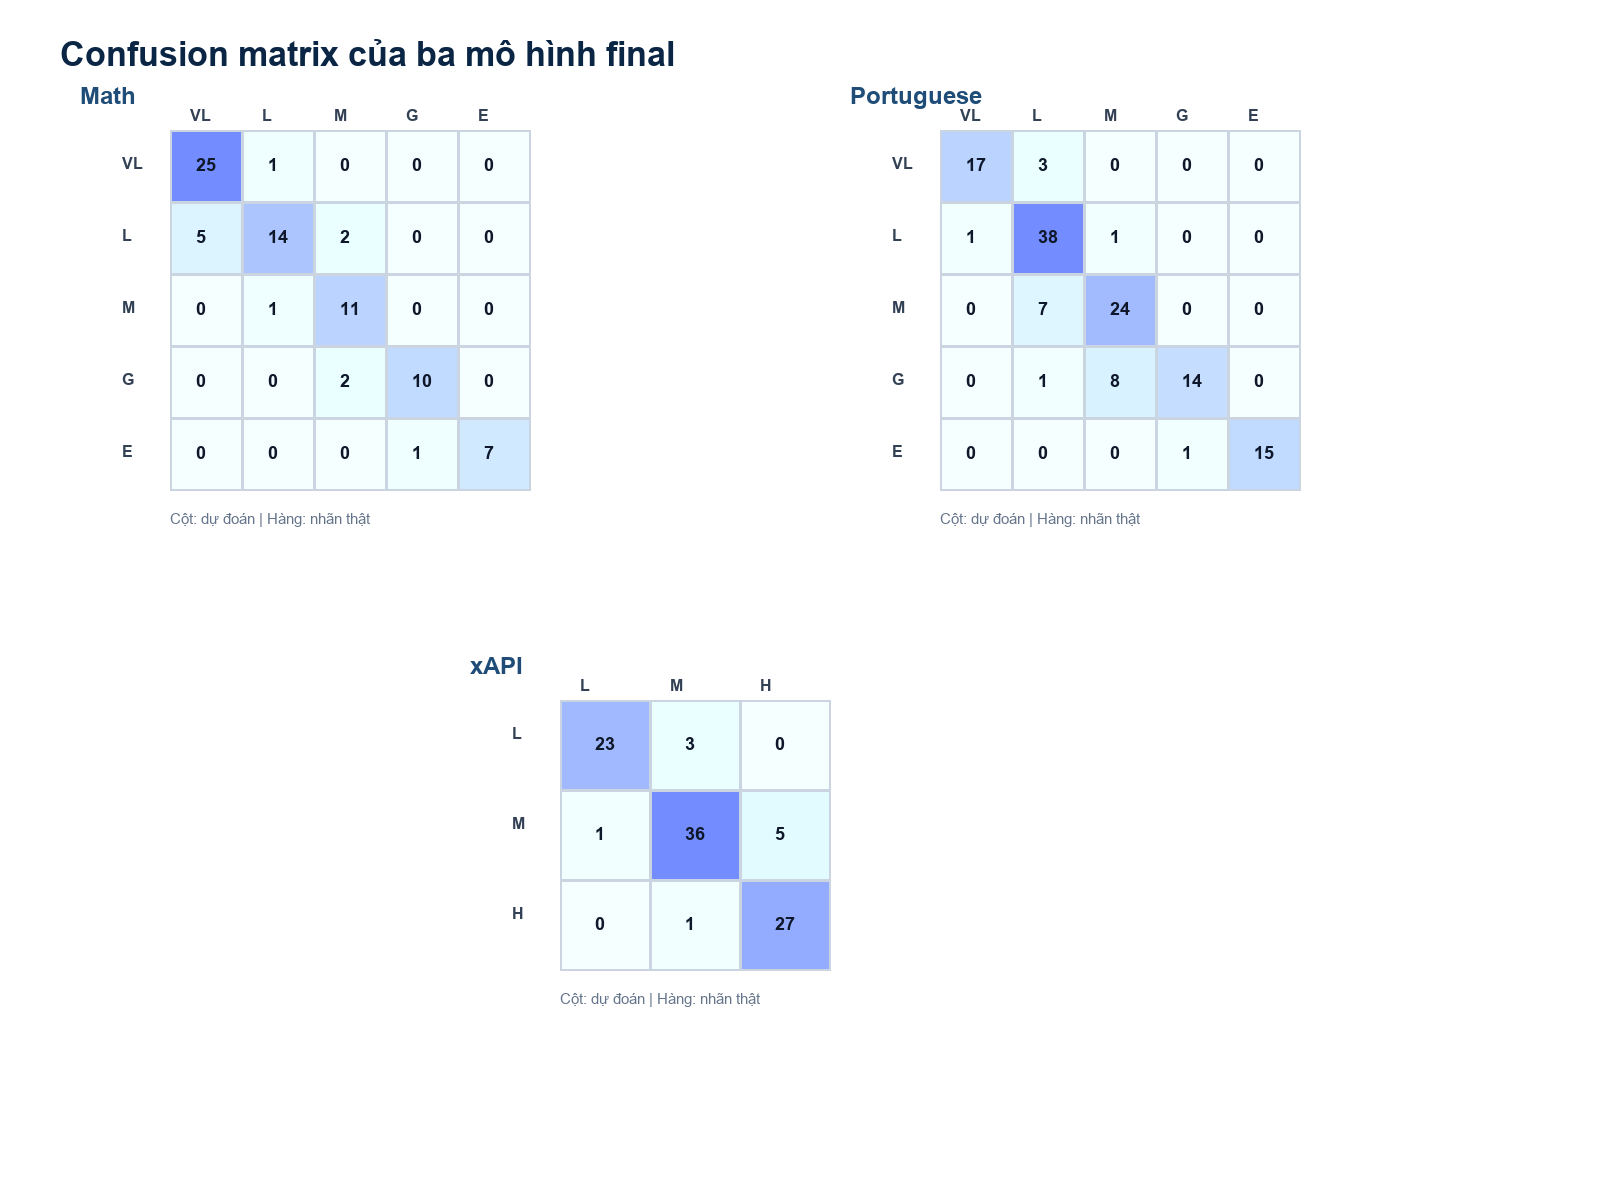 Confusion matrix của ba mô hình final
Math
VL L M G E
VL 25 1 0 0 0
L 5 14 2 0 0
M 0 1 11 0 0
G 0 0 2 10 0
E 0 0 0 1 7
Cột: dự đoán | Hàng: nhãn thật
Portuguese
VL L M G E
VL 17 3 0 0 0
L 1 38 1 0 0
M 0 7 24 0 0
G 0 1 8 14 0
E 0 0 0 1 15
Cột: dự đoán | Hàng: nhãn thật
xAPI
L M H
L 23 3 0
M 1 36 5
H 0 1 27
Cột: dự đoán | Hàng: nhãn thật